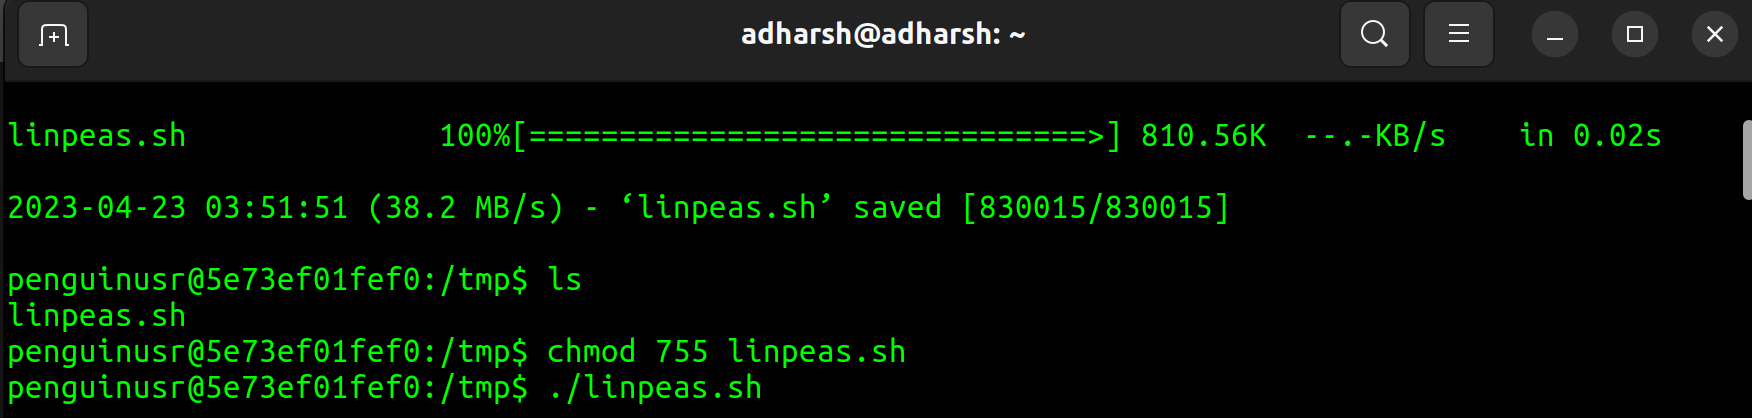 adharsh@adharsh: ~
linpeas.sh 100%[===============================>] 810.56K --.-KB/s in 0.02s
2023-04-23 03:51:51 (38.2 MB/s) - ‘linpeas.sh’ saved [830015/830015]
penguinusr@5e73ef01fef0:/tmp$ ls
linpeas.sh
penguinusr@5e73ef01fef0:/tmp$ chmod 755 linpeas.sh
penguinusr@5e73ef01fef0:/tmp$ ./linpeas.sh